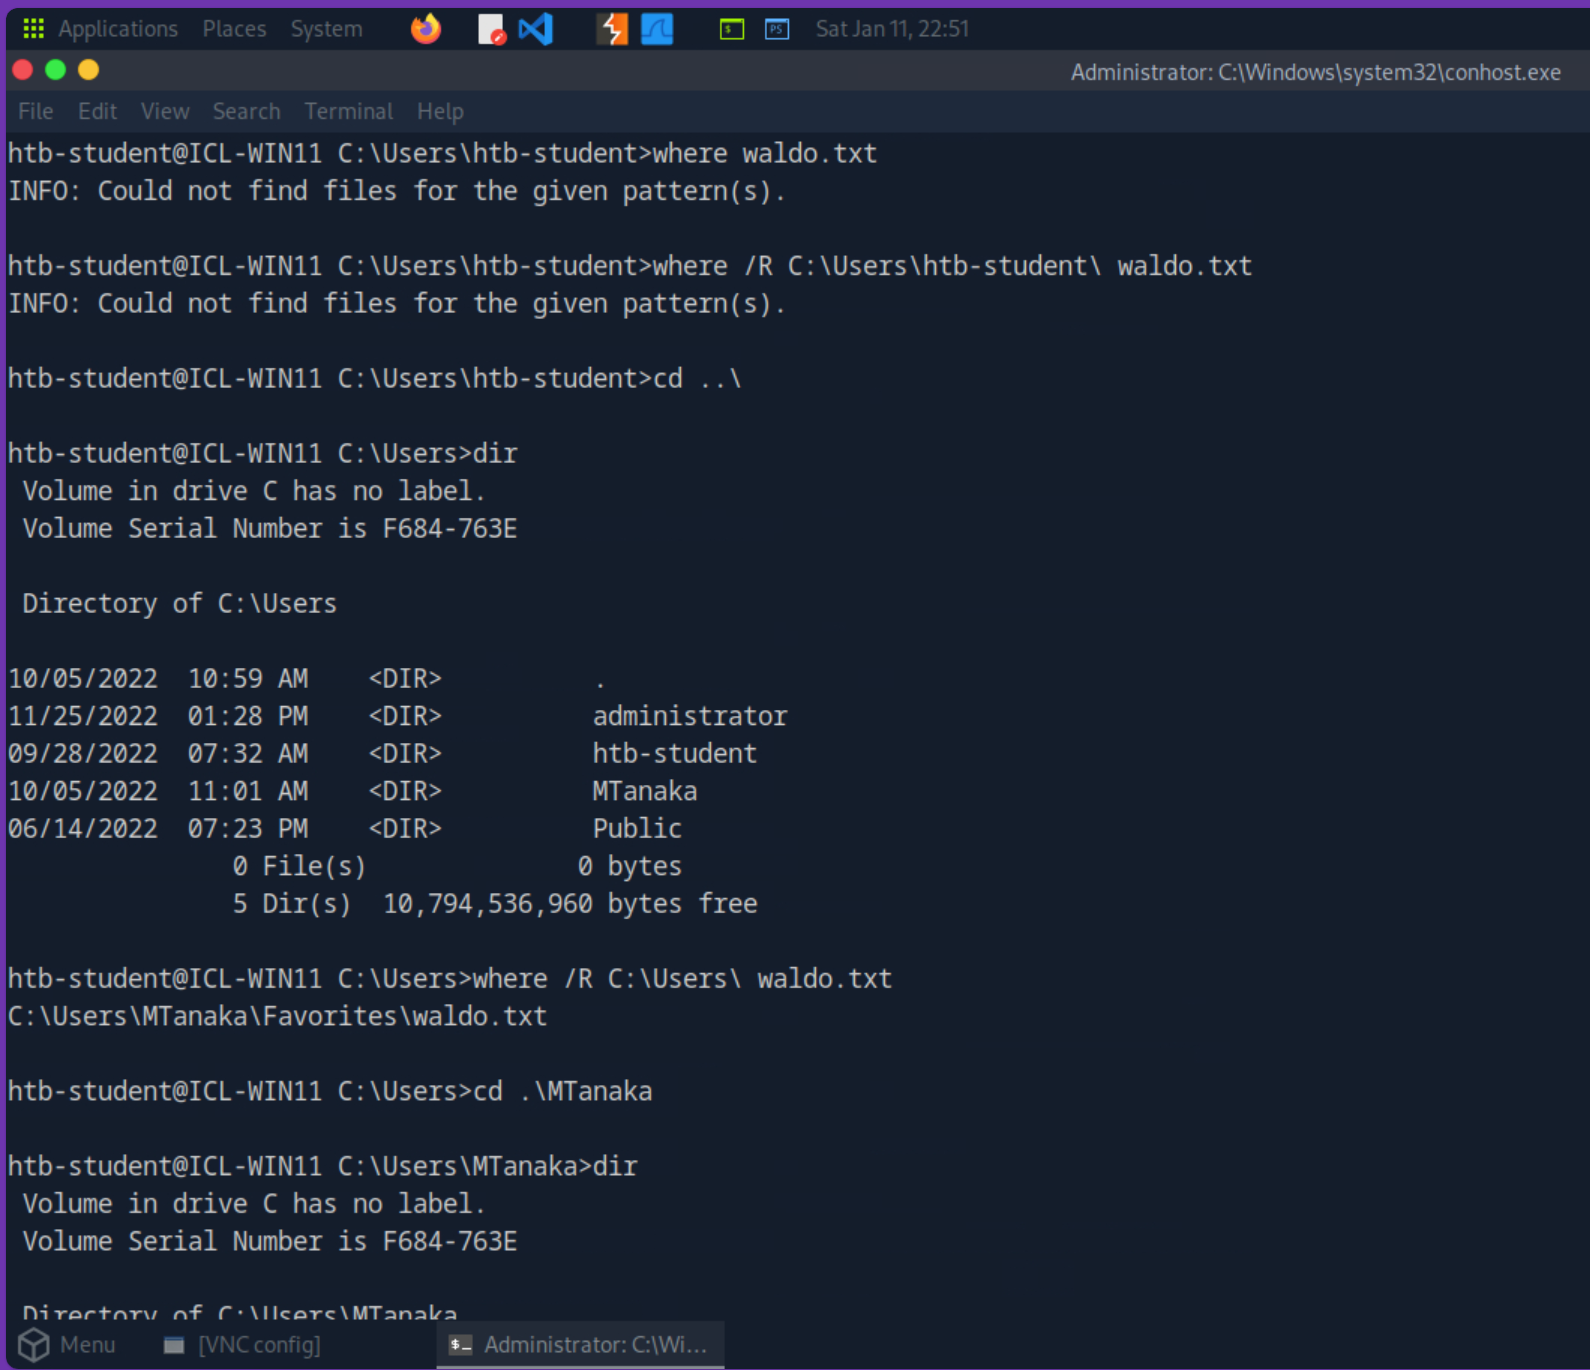 Applications Places System $ PS Sat Jan 11, 22:51
Administrator: C:\Windows\system32\conhost.exe
File Edit View Search Terminal Help
htb-student@ICL-WIN11 C:\Users\htb-student>where waldo.txt
INFO: Could not find files for the given pattern(s).
htb-student@ICL-WIN11 C:\Users\htb-student>where /R C:\Users\htb-student\ waldo.txt
INFO: Could not find files for the given pattern(s).
htb-student@ICL-WIN11 C:\Users\htb-student>cd ..\
htb-student@ICL-WIN11 C:\Users>dir
Volume in drive C has no label.
Volume Serial Number is F684-763E
Directory of C:\Users
10/05/2022  10:59 AM    <DIR>          .
11/25/2022  01:28 PM    <DIR>          administrator
09/28/2022  07:32 AM    <DIR>          htb-student
10/05/2022  11:01 AM    <DIR>          MTanaka
06/14/2022  07:23 PM    <DIR>          Public
0 File(s)              0 bytes
5 Dir(s)  10,794,536,960 bytes free
htb-student@ICL-WIN11 C:\Users>where /R C:\Users\ waldo.txt
C:\Users\MTanaka\Favorites\waldo.txt
htb-student@ICL-WIN11 C:\Users>cd .\MTanaka
htb-student@ICL-WIN11 C:\Users\MTanaka>dir
Volume in drive C has no label.
Volume Serial Number is F684-763E
Directory of C:\Users\MTanaka
Menu [VNC config] $_ Administrator: C:\Wi...